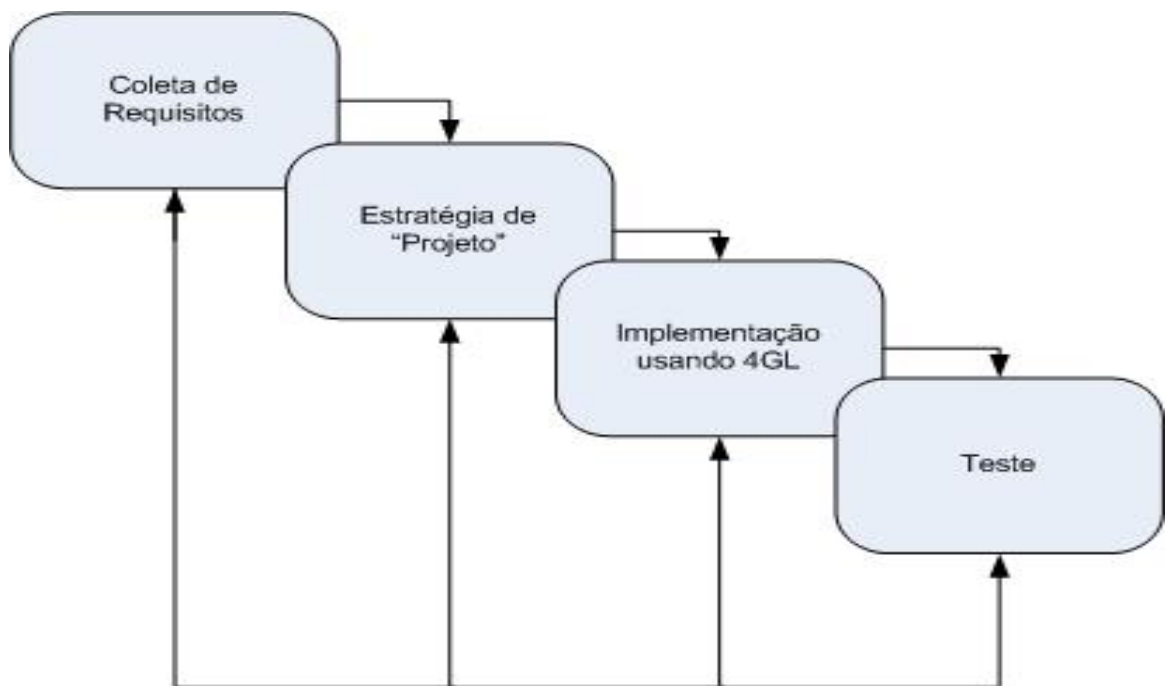 Coleta de
Requisitos
Estratégia de
“Projeto”
Implementação
usando 4GL
Teste